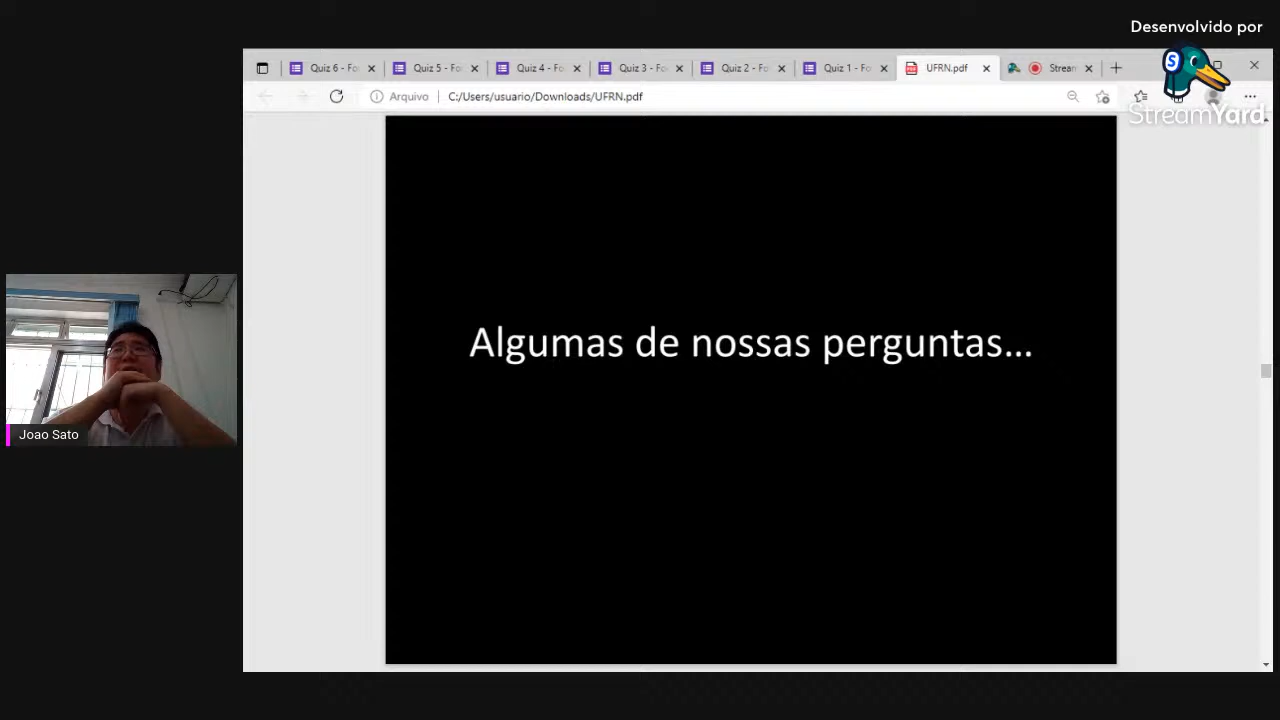 Desenvolvido por
StreamYard
Quiz 6 - Fo
Quiz 5 - Fo
Quiz 4 - Fo
Quiz 3 - Fo
Quiz 2 - Fo
Quiz 1 - Fo
UFRN.pdf
Stream
Arquivo
C:/Users/usuario/Downloads/UFRN.pdf
Algumas de nossas perguntas...
Joao Sato